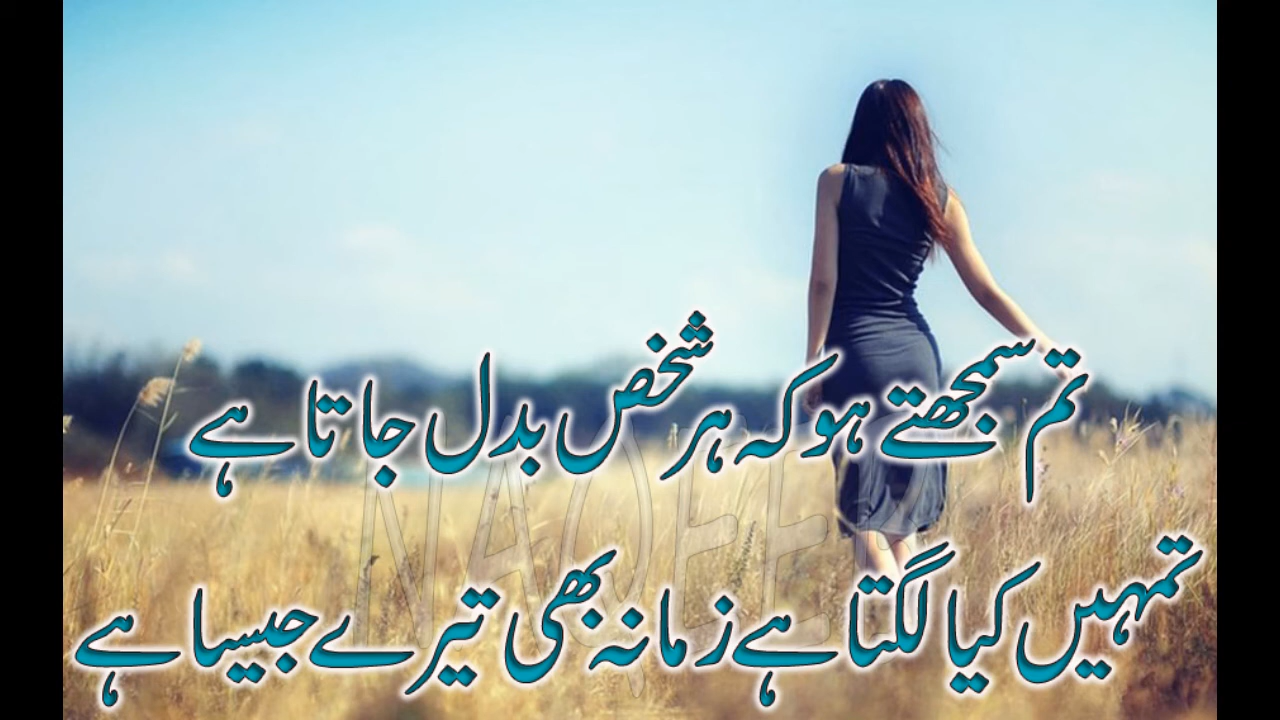 تم سمجھتے ہو کہ ہر شخص بدل جاتا ہے
تمہیں کیا لگتا ہے زمانہ بھی تیرے جیسا ہے